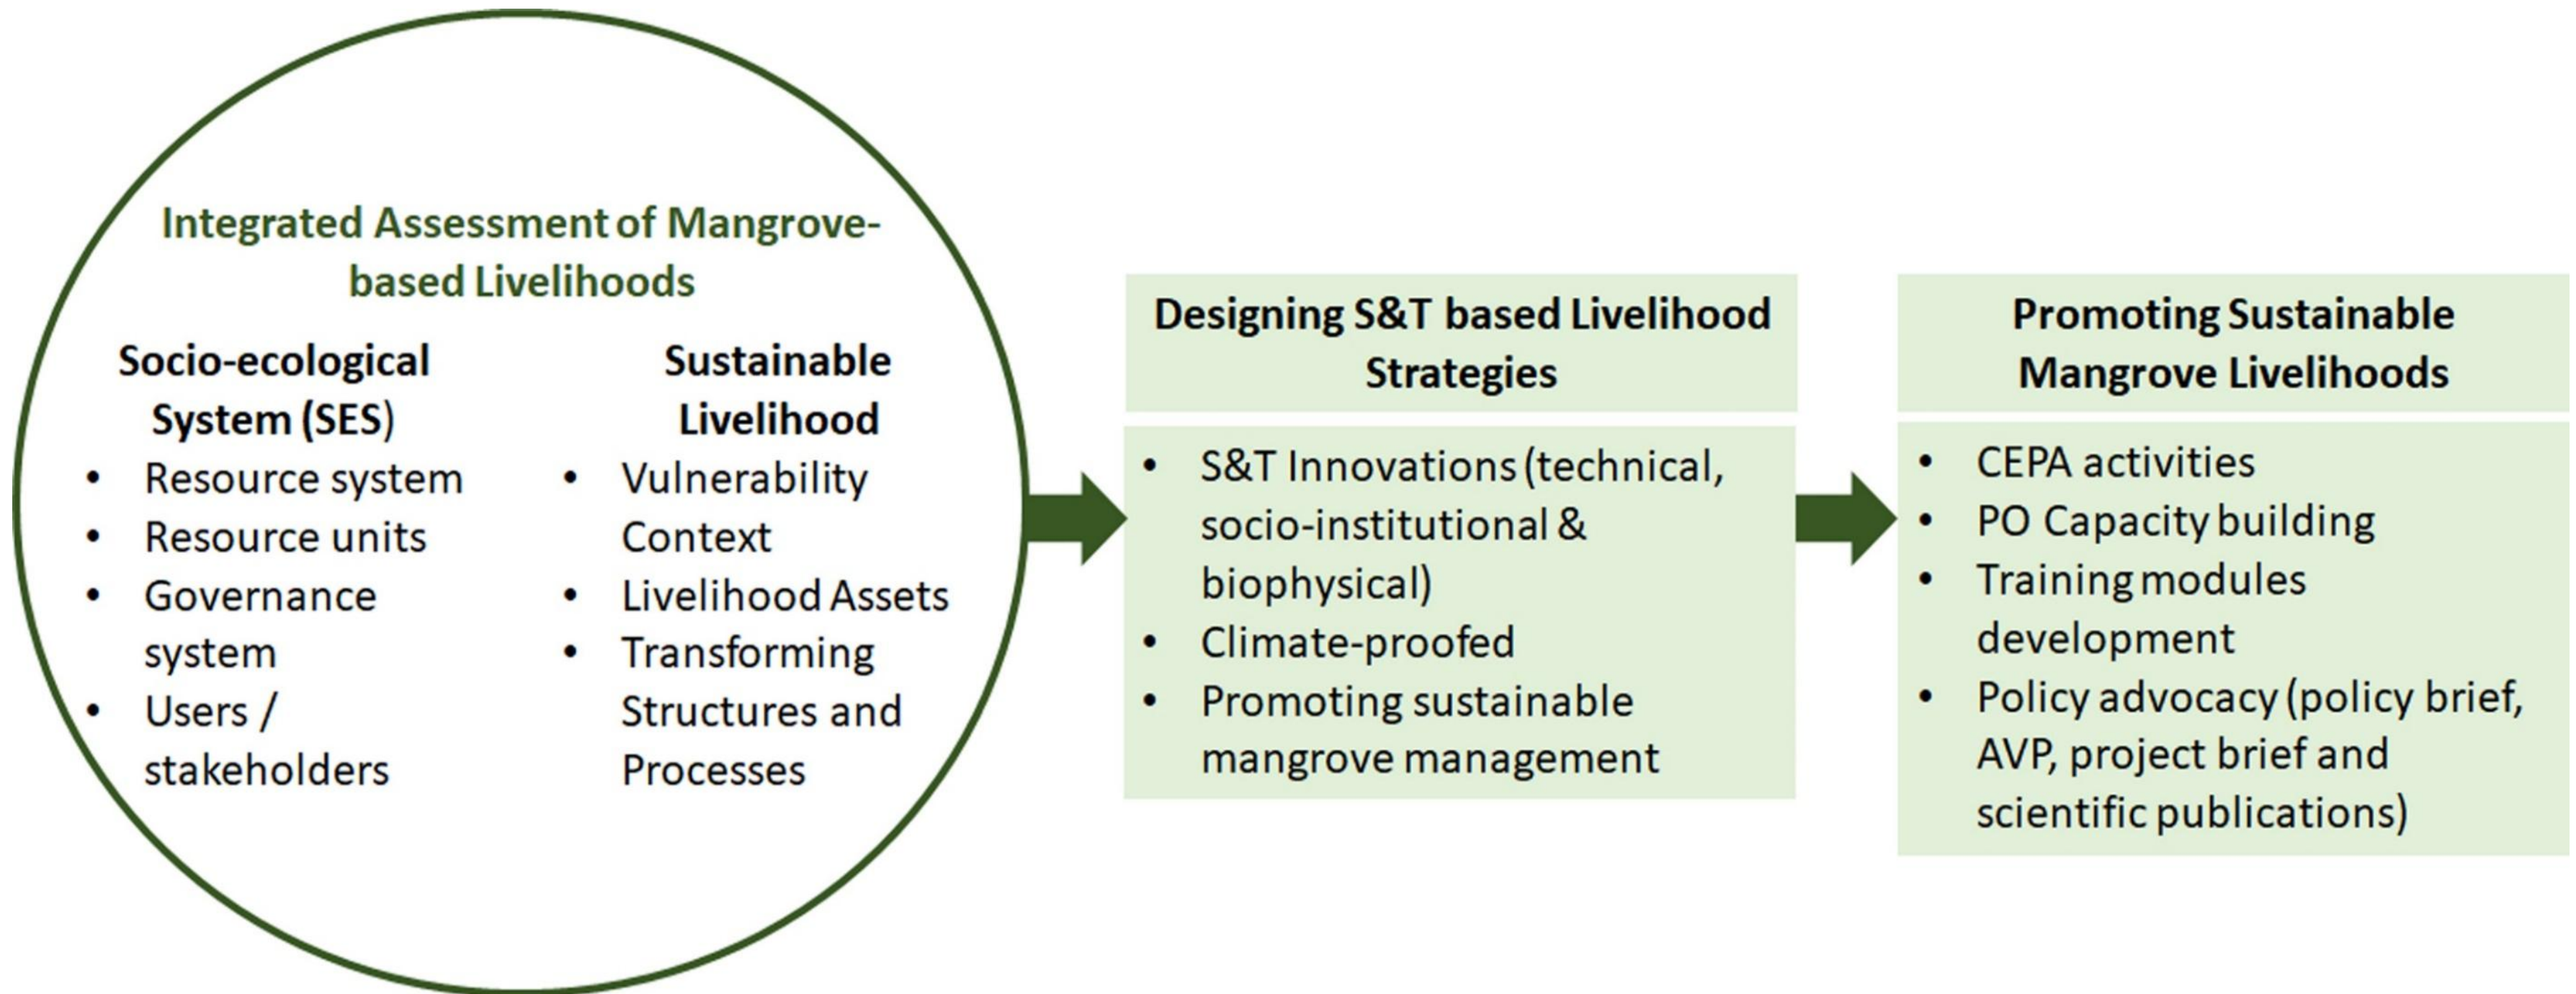 Integrated Assessment of Mangrove-
based Livelihoods
Socio-ecological
System (SES)
• Resource system
• Resource units
• Governance
system
• Users /
stakeholders
Sustainable
Livelihood
• Vulnerability
Context
• Livelihood Assets
• Transforming
Structures and
Processes
Designing S&T based Livelihood
Strategies
• S&T Innovations (technical,
socio-institutional &
biophysical)
• Climate-proofed
• Promoting sustainable
mangrove management
Promoting Sustainable
Mangrove Livelihoods
• CEPA activities
• PO Capacity building
• Training modules
development
• Policy advocacy (policy brief,
AVP, project brief and
scientific publications)